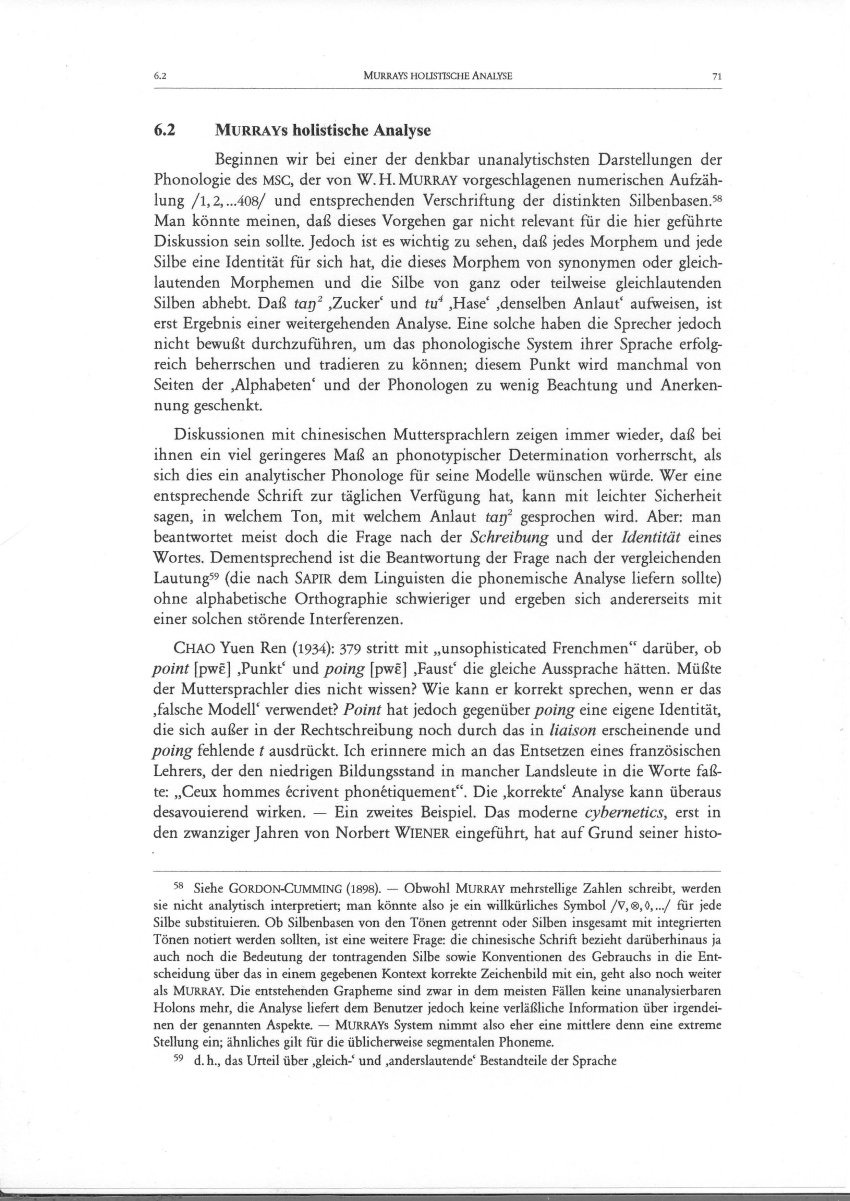 6.2 MURRAYS HOLISTISCHE ANALYSE 71
6.2 MURRAYs holistische Analyse
Beginnen wir bei einer der denkbar unanalytischsten Darstellungen der
Phonologie des MSC, der von W. H. MURRAY vorgeschlagenen numerischen Aufzäh-
lung /1, 2, ...408/ und entsprechenden Verschriftung der distinkten Silbenbasen.⁵⁸
Man könnte meinen, daß dieses Vorgehen gar nicht relevant für die hier geführte
Diskussion sein sollte. Jedoch ist es wichtig zu sehen, daß jedes Morphem und jede
Silbe eine Identität für sich hat, die dieses Morphem von synonymen oder gleich-
lautenden Morphemen und die Silbe von ganz oder teilweise gleichlautenden
Silben abhebt. Daß taŋ² ‚Zucker‘ und tu⁴ ‚Hase‘ ‚denselben Anlaut‘ aufweisen, ist
erst Ergebnis einer weitergehenden Analyse. Eine solche haben die Sprecher jedoch
nicht bewußt durchzuführen, um das phonologische System ihrer Sprache erfolg-
reich beherrschen und tradieren zu können; diesem Punkt wird manchmal von
Seiten der ‚Alphabeten‘ und der Phonologen zu wenig Beachtung und Anerken-
nung geschenkt.
Diskussionen mit chinesischen Muttersprachlern zeigen immer wieder, daß bei
ihnen ein viel geringeres Maß an phonotypischer Determination vorherrscht, als
sich dies ein analytischer Phonologe für seine Modelle wünschen würde. Wer eine
entsprechende Schrift zur täglichen Verfügung hat, kann mit leichter Sicherheit
sagen, in welchem Ton, mit welchem Anlaut taŋ² gesprochen wird. Aber: man
beantwortet meist doch die Frage nach der Schreibung und der Identität eines
Wortes. Dementsprechend ist die Beantwortung der Frage nach der vergleichenden
Lautung⁵⁹ (die nach SAPIR dem Linguisten die phonemische Analyse liefern sollte)
ohne alphabetische Orthographie schwieriger und ergeben sich andererseits mit
einer solchen störende Interferenzen.
CHAO Yuen Ren (1934): 379 stritt mit „unsophisticated Frenchmen“ darüber, ob
point [pwẽ] ‚Punkt‘ und poing [pwẽ] ‚Faust‘ die gleiche Aussprache hätten. Müßte
der Muttersprachler dies nicht wissen? Wie kann er korrekt sprechen, wenn er das
‚falsche Modell‘ verwendet? Point hat jedoch gegenüber poing eine eigene Identität,
die sich außer in der Rechtschreibung noch durch das in liaison erscheinende und
poing fehlende t ausdrückt. Ich erinnere mich an das Entsetzen eines französischen
Lehrers, der den niedrigen Bildungsstand in mancher Landsleute in die Worte faß-
te: „Ceux hommes écrivent phonétiquement“. Die ‚korrekte‘ Analyse kann überaus
desavouierend wirken. — Ein zweites Beispiel. Das moderne cybernetics, erst in
den zwanziger Jahren von Norbert WIENER eingeführt, hat auf Grund seiner histo-
⁵⁸ Siehe GORDON-CUMMING (1898). — Obwohl MURRAY mehrstellige Zahlen schreibt, werden
sie nicht analytisch interpretiert; man könnte also je ein willkürliches Symbol /∇, ⊗, ◊, .../ für jede
Silbe substituieren. Ob Silbenbasen von den Tönen getrennt oder Silben insgesamt mit integrierten
Tönen notiert werden sollten, ist eine weitere Frage: die chinesische Schrift bezieht darüberhinaus ja
auch noch die Bedeutung der tontragenden Silbe sowie Konventionen des Gebrauchs in die Ent-
scheidung über das in einem gegebenen Kontext korrekte Zeichenbild mit ein, geht also noch weiter
als MURRAY. Die entstehenden Grapheme sind zwar in dem meisten Fällen keine unanalysierbaren
Holons mehr, die Analyse liefert dem Benutzer jedoch keine verläßliche Information über irgendei-
nen der genannten Aspekte. — MURRAYs System nimmt also eher eine mittlere denn eine extreme
Stellung ein; ähnliches gilt für die üblicherweise segmentalen Phoneme.
⁵⁹ d. h., das Urteil über ‚gleich-‘ und ‚anderslautende‘ Bestandteile der Sprache